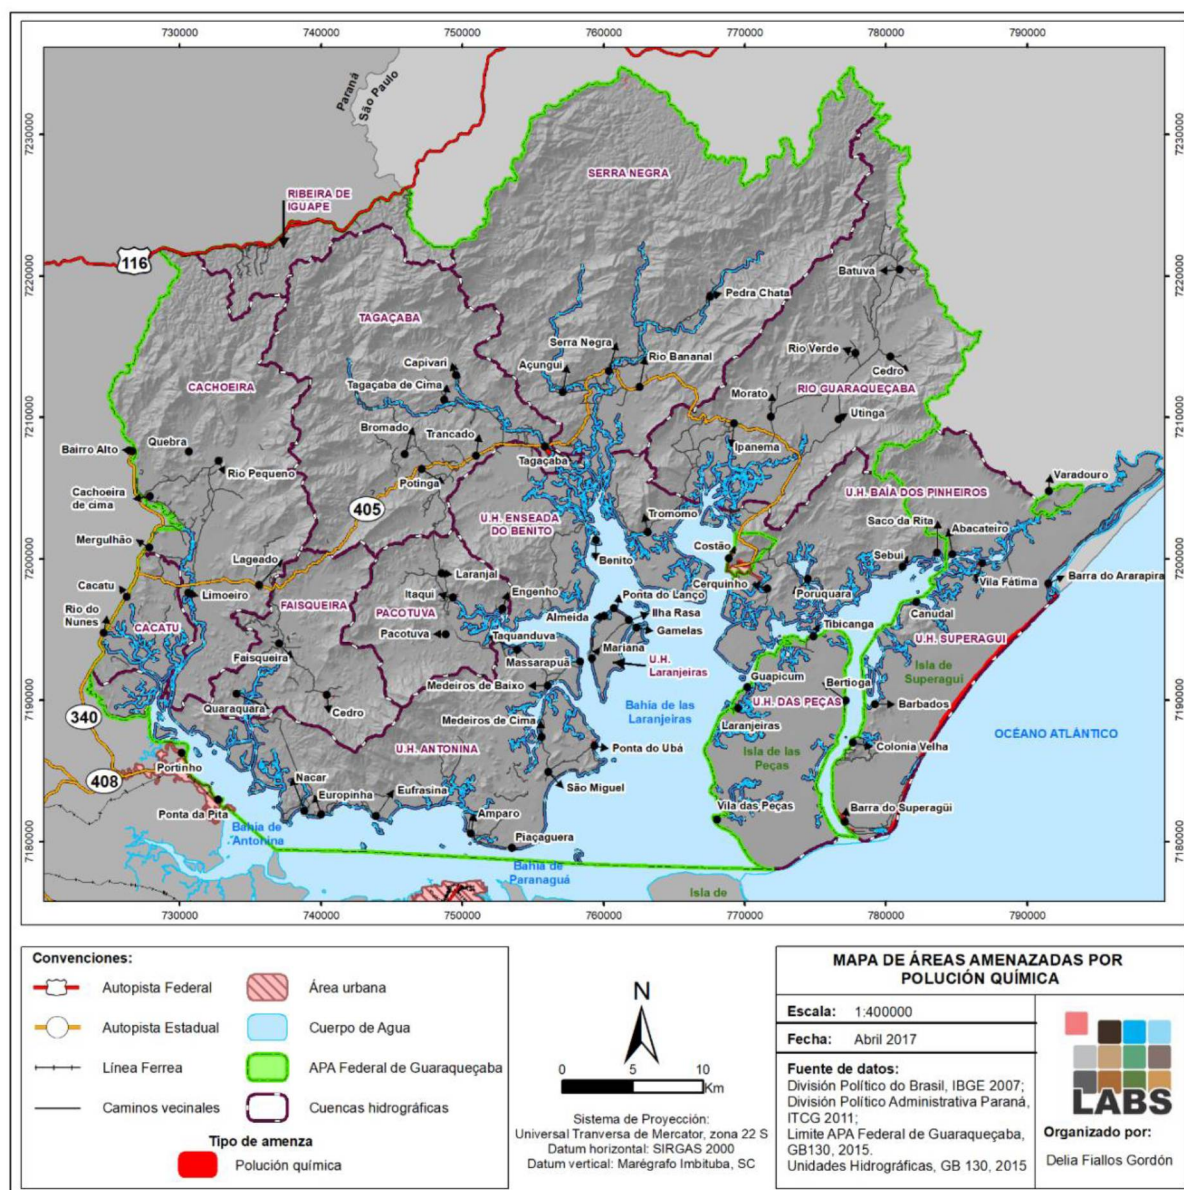 730000
740000
750000
760000
770000
780000
790000
7230000
7220000
7210000
7200000
7190000
7180000
7230000
7220000
7210000
7200000
7190000
7180000
Paraná
São Paulo
RIBEIRA DE
IGUAPE
SERRA NEGRA
116
Batuva
Pedra Chata
TAGAÇABA
Serra Negra
Rio Bananal
Rio Verde
Capivari
Açungui
Cedro
CACHOEIRA
Tagaçaba de Cima
Morato
RIO GUARAQUEÇABA
Utinga
Bromado
Trancado
Quebra
Bairro Alto
Ipanema
Tagaçaba
Rio Pequeno
Potinga
Varadouro
Cachoeira
de cima
U.H. BAÍA DOS PINHEIROS
405
U.H. ENSEADA
DO BENITO
Tromomo
Saco da Rita
Abacateiro
Mergulhão
Costão
Sebuí
Benito
Lageado
Laranjal
Cerquinho
Vila Fátima
Barra do Ararapira
Cacatu
Limoeiro
Itaqui
Engenho
Ponta do Lanço
Poruquara
FAISQUEIRA
PACOTUVA
Almeida
Ilha Rasa
Canudal
Rio do
Nunes
CACATU
Gamelas
Tibicanga
Pacotuva
Taquanduva
Mariana
U.H. SUPERAGUI
Faisqueira
Massarapuã
U.H.
Laranjeiras
Isla de
Superagui
Guapicum
Bertioga
Medeiros de Baixo
Quaraquara
Cedro
U.H. DAS PEÇAS
Barbados
340
Medeiros de Cima
Bahía de las
Laranjeiras
Laranjeiras
OCÉANO ATLÁNTICO
U.H. ANTONINA
Ponta do Ubá
Isla de las
Peças
Colonia Velha
Portinho
408
Nacar
Europinha
Eufrasina
São Miguel
Ponta da Pita
Amparo
Vila das Peças
Barra do Superagüi
Bahía de
Antonina
Piaçaguera
Bahía de
Paranaguá
Isla de
730000
740000
750000
760000
770000
780000
790000
Convenciones:
Autopista Federal
Área urbana
Autopista Estadual
Cuerpo de Agua
Línea Ferrea
APA Federal de Guaraqueçaba
Caminos vecinales
Cuencas hidrográficas
Tipo de amenza
Polución química
N
0
5
10
Km
Sistema de Proyección:
Universal Tranversa de Mercator, zona 22 S
Datum horizontal: SIRGAS 2000
Datum vertical: Marégrafo Imbituba, SC
MAPA DE ÁREAS AMENAZADAS POR
POLUCIÓN QUÍMICA
Escala: 1:400000
Fecha: Abril 2017
Fuente de datos:
División Político do Brasil, IBGE 2007;
División Político Administrativa Paraná,
ITCG 2011;
Limite APA Federal de Guaraqueçaba,
GB130, 2015.
Unidades Hidrográficas, GB 130, 2015
LABS
Organizado por:
Delia Fiallos Gordón